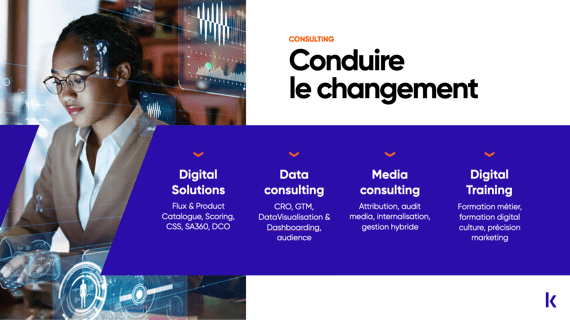 CONSULTING
Conduire
le changement
Digital
Solutions
Flux & Product
Catalogue, Scoring,
CSS, SA360, DCO
Data
consulting
CRO, GTM,
DataVisualisation &
Dashboarding,
audience
Media
consulting
Attribution, audit
media, internalisation,
gestion hybride
Digital
Training
Formation métier,
formation digital
culture, précision
marketing
k